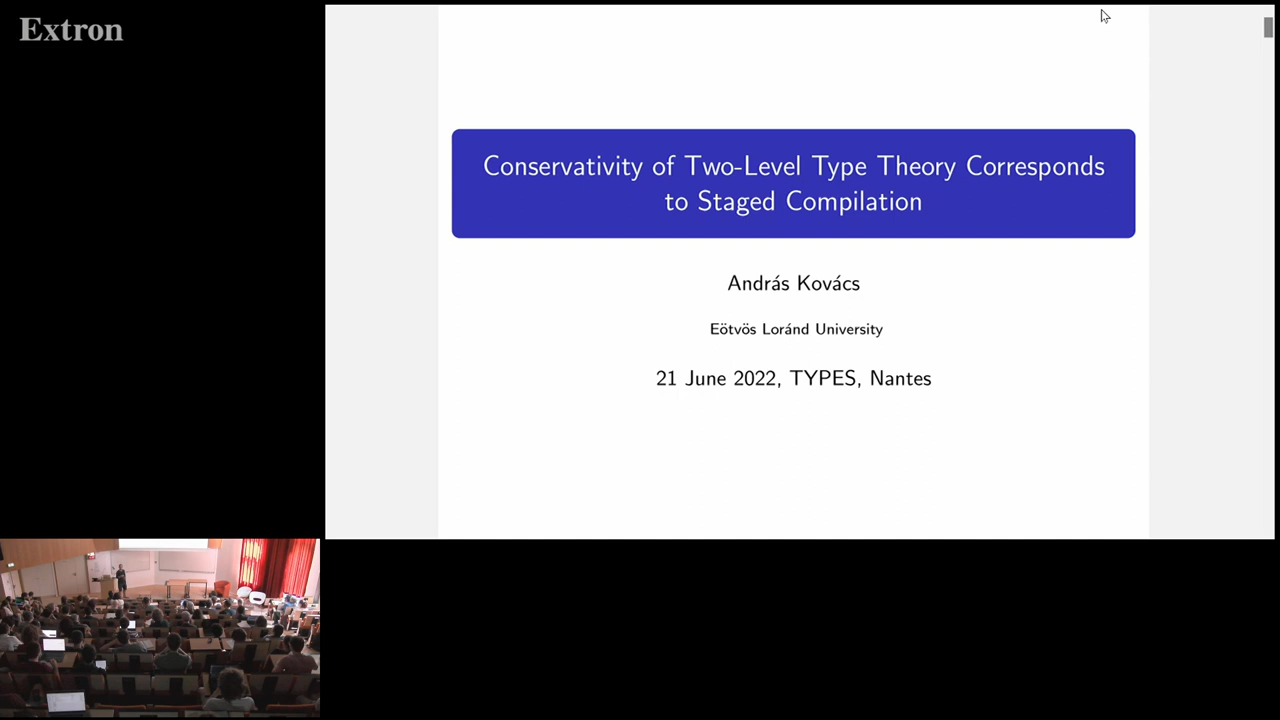 Extron
Conservativity of Two-Level Type Theory Corresponds
to Staged Compilation
András Kovács
Eötvös Loránd University
21 June 2022, TYPES, Nantes